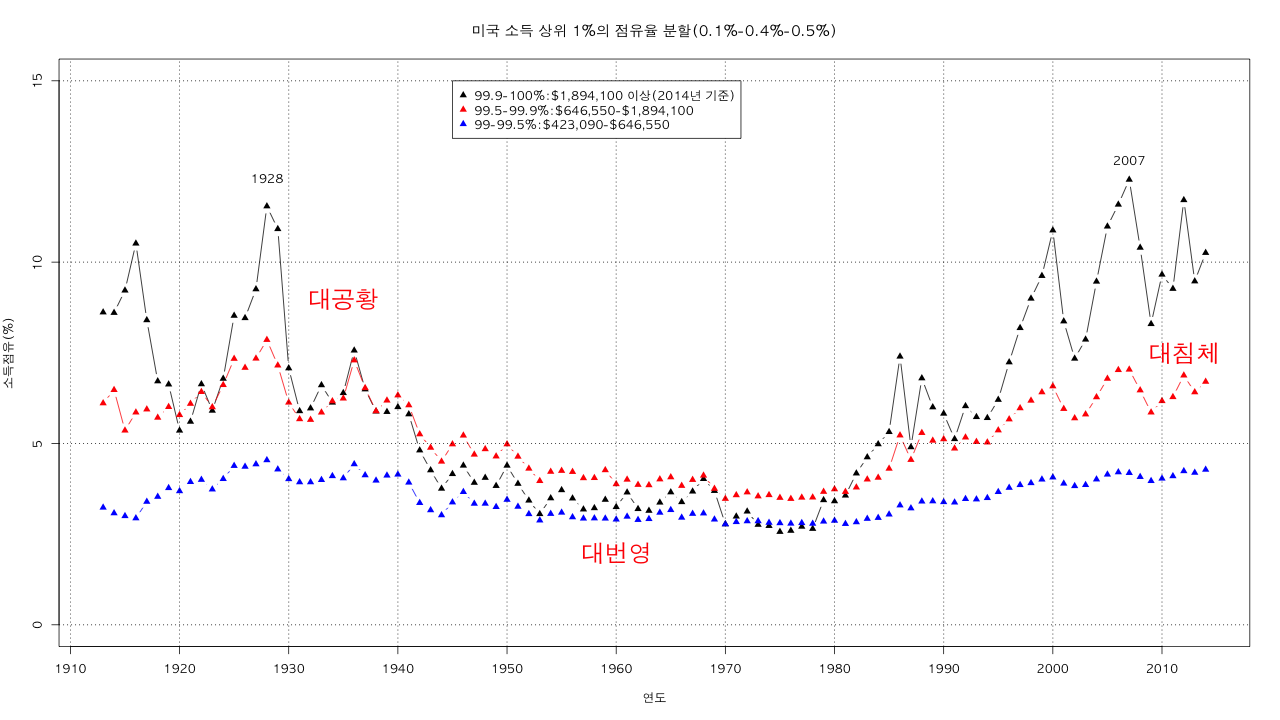 미국 소득 상위 1%의 점유율 분할(0.1%-0.4%-0.5%)
99.9-100%:$1,894,100 이상(2014년 기준)
99.5-99.9%:$646,550-$1,894,100
99-99.5%:$423,090-$646,550
2007
1928
대공황
대침체
대번영
소득점유(%)
15
10
5
0
1910 1920 1930 1940 1950 1960 1970 1980 1990 2000 2010
연도